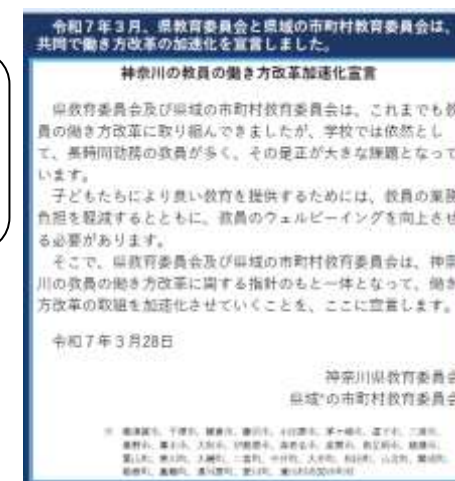 令和7年3月、県教育委員会と県域の市町村教育委員会は、
共同で働き方改革の加速化を宣言しました。
神奈川の教員の働き方改革加速化宣言
県教育委員会及び県域の市町村教育委員会は、これまでも教
員の働き方改革に取り組んできましたが、学校では依然とし
て、長時間勤務の教員が多く、その是正が大きな課題となって
います。
子どもたちにより良い教育を提供するためには、教員の業務
負担を軽減するとともに、教員のウェルビーイングを向上させ
る必要があります。
そこで、県教育委員会及び県域の市町村教育委員会は、神奈
川の教員の働き方改革に関する指針のもと一体となって、働き
方改革の取組を加速化させていくことを、ここに宣言します。
令和7年3月28日
神奈川県教育委員会
県域*の市町村教育委員会